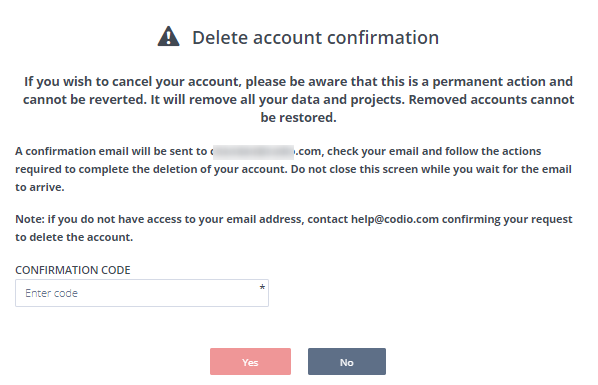 Delete account confirmation
If you wish to cancel your account, please be aware that this is a permanent action and
cannot be reverted. It will remove all your data and projects. Removed accounts cannot
be restored.
A confirmation email will be sent to .com, check your email and follow the actions
required to complete the deletion of your account. Do not close this screen while you wait for the email
to arrive.
Note: if you do not have access to your email address, contact help@codio.com confirming your request
to delete the account.
CONFIRMATION CODE
Enter code *
Yes No